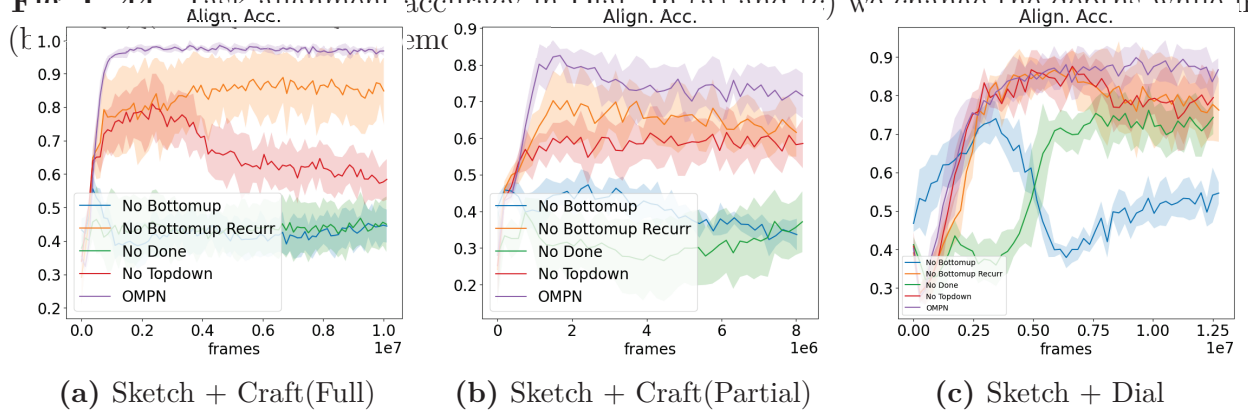 Align. Acc.
1.0
0.9
0.8
0.7
0.6
0.5
0.4
0.3
0.2
No Bottomup
No Bottomup Recurr
No Done
No Topdown
OMPN
0.0 0.2 0.4 0.6 0.8 1.0
frames
1e7
(a) Sketch + Craft(Full)
Align. Acc.
0.9
0.8
0.7
0.6
0.5
0.4
0.3
0.2
No Bottomup
No Bottomup Recurr
No Done
No Topdown
OMPN
0 2 4 6 8
frames
1e6
(b) Sketch + Craft(Partial)
Align. Acc.
0.9
0.8
0.7
0.6
0.5
0.4
0.3
No Bottomup
No Bottomup Recurr
No Done
No Topdown
OMPN
0.00 0.25 0.50 0.75 1.00 1.25
frames
1e7
(c) Sketch + Dial